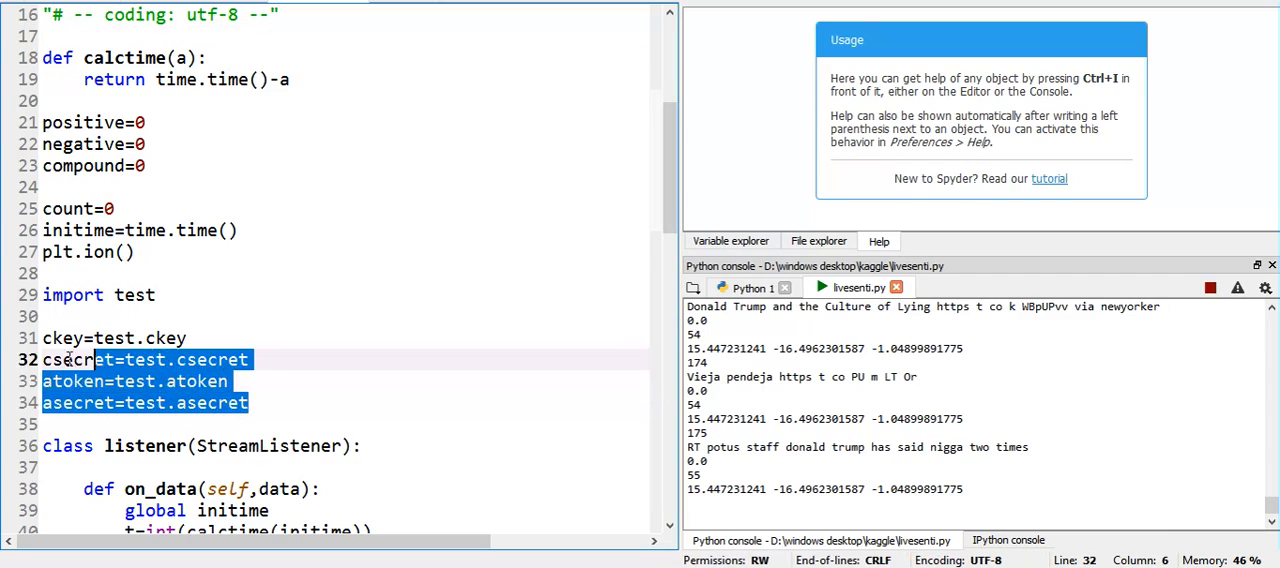 16 "# -- coding: utf-8 --"
17
18 def calctime(a):
19 return time.time()-a
20
21 positive=0
22 negative=0
23 compound=0
24
25 count=0
26 initime=time.time()
27 plt.ion()
28
29 import test
30
31 ckey=test.ckey
32 csecret=test.csecret
33 atoken=test.atoken
34 asecret=test.asecret
35
36 class listener(StreamListener):
37
38 def on_data(self,data):
39 global initime
40 t=int(calctime(initime))
Usage
Here you can get help of any object by pressing Ctrl+I in
front of it, either on the Editor or the Console.
Help can also be shown automatically after writing a left
parenthesis next to an object. You can activate this
behavior in Preferences > Help.
New to Spyder? Read our tutorial
Variable explorer File explorer Help
Python console - D:\windows desktop\kaggle\livesenti.py
Python 1 livesenti.py
Donald Trump and the Culture of Lying https t co k WBpUPvv via newyorker
0.0
54
15.447231241 -16.4962301587 -1.04899891775
174
Vieja pendeja https t co PU m LT Or
0.0
54
15.447231241 -16.4962301587 -1.04899891775
175
RT potus staff donald trump has said nigga two times
0.0
55
15.447231241 -16.4962301587 -1.04899891775
Python console - D:\windows desktop\kaggle\livesenti.py IPython console
Permissions: RW End-of-lines: CRLF Encoding: UTF-8 Line: 32 Column: 6 Memory: 46 %